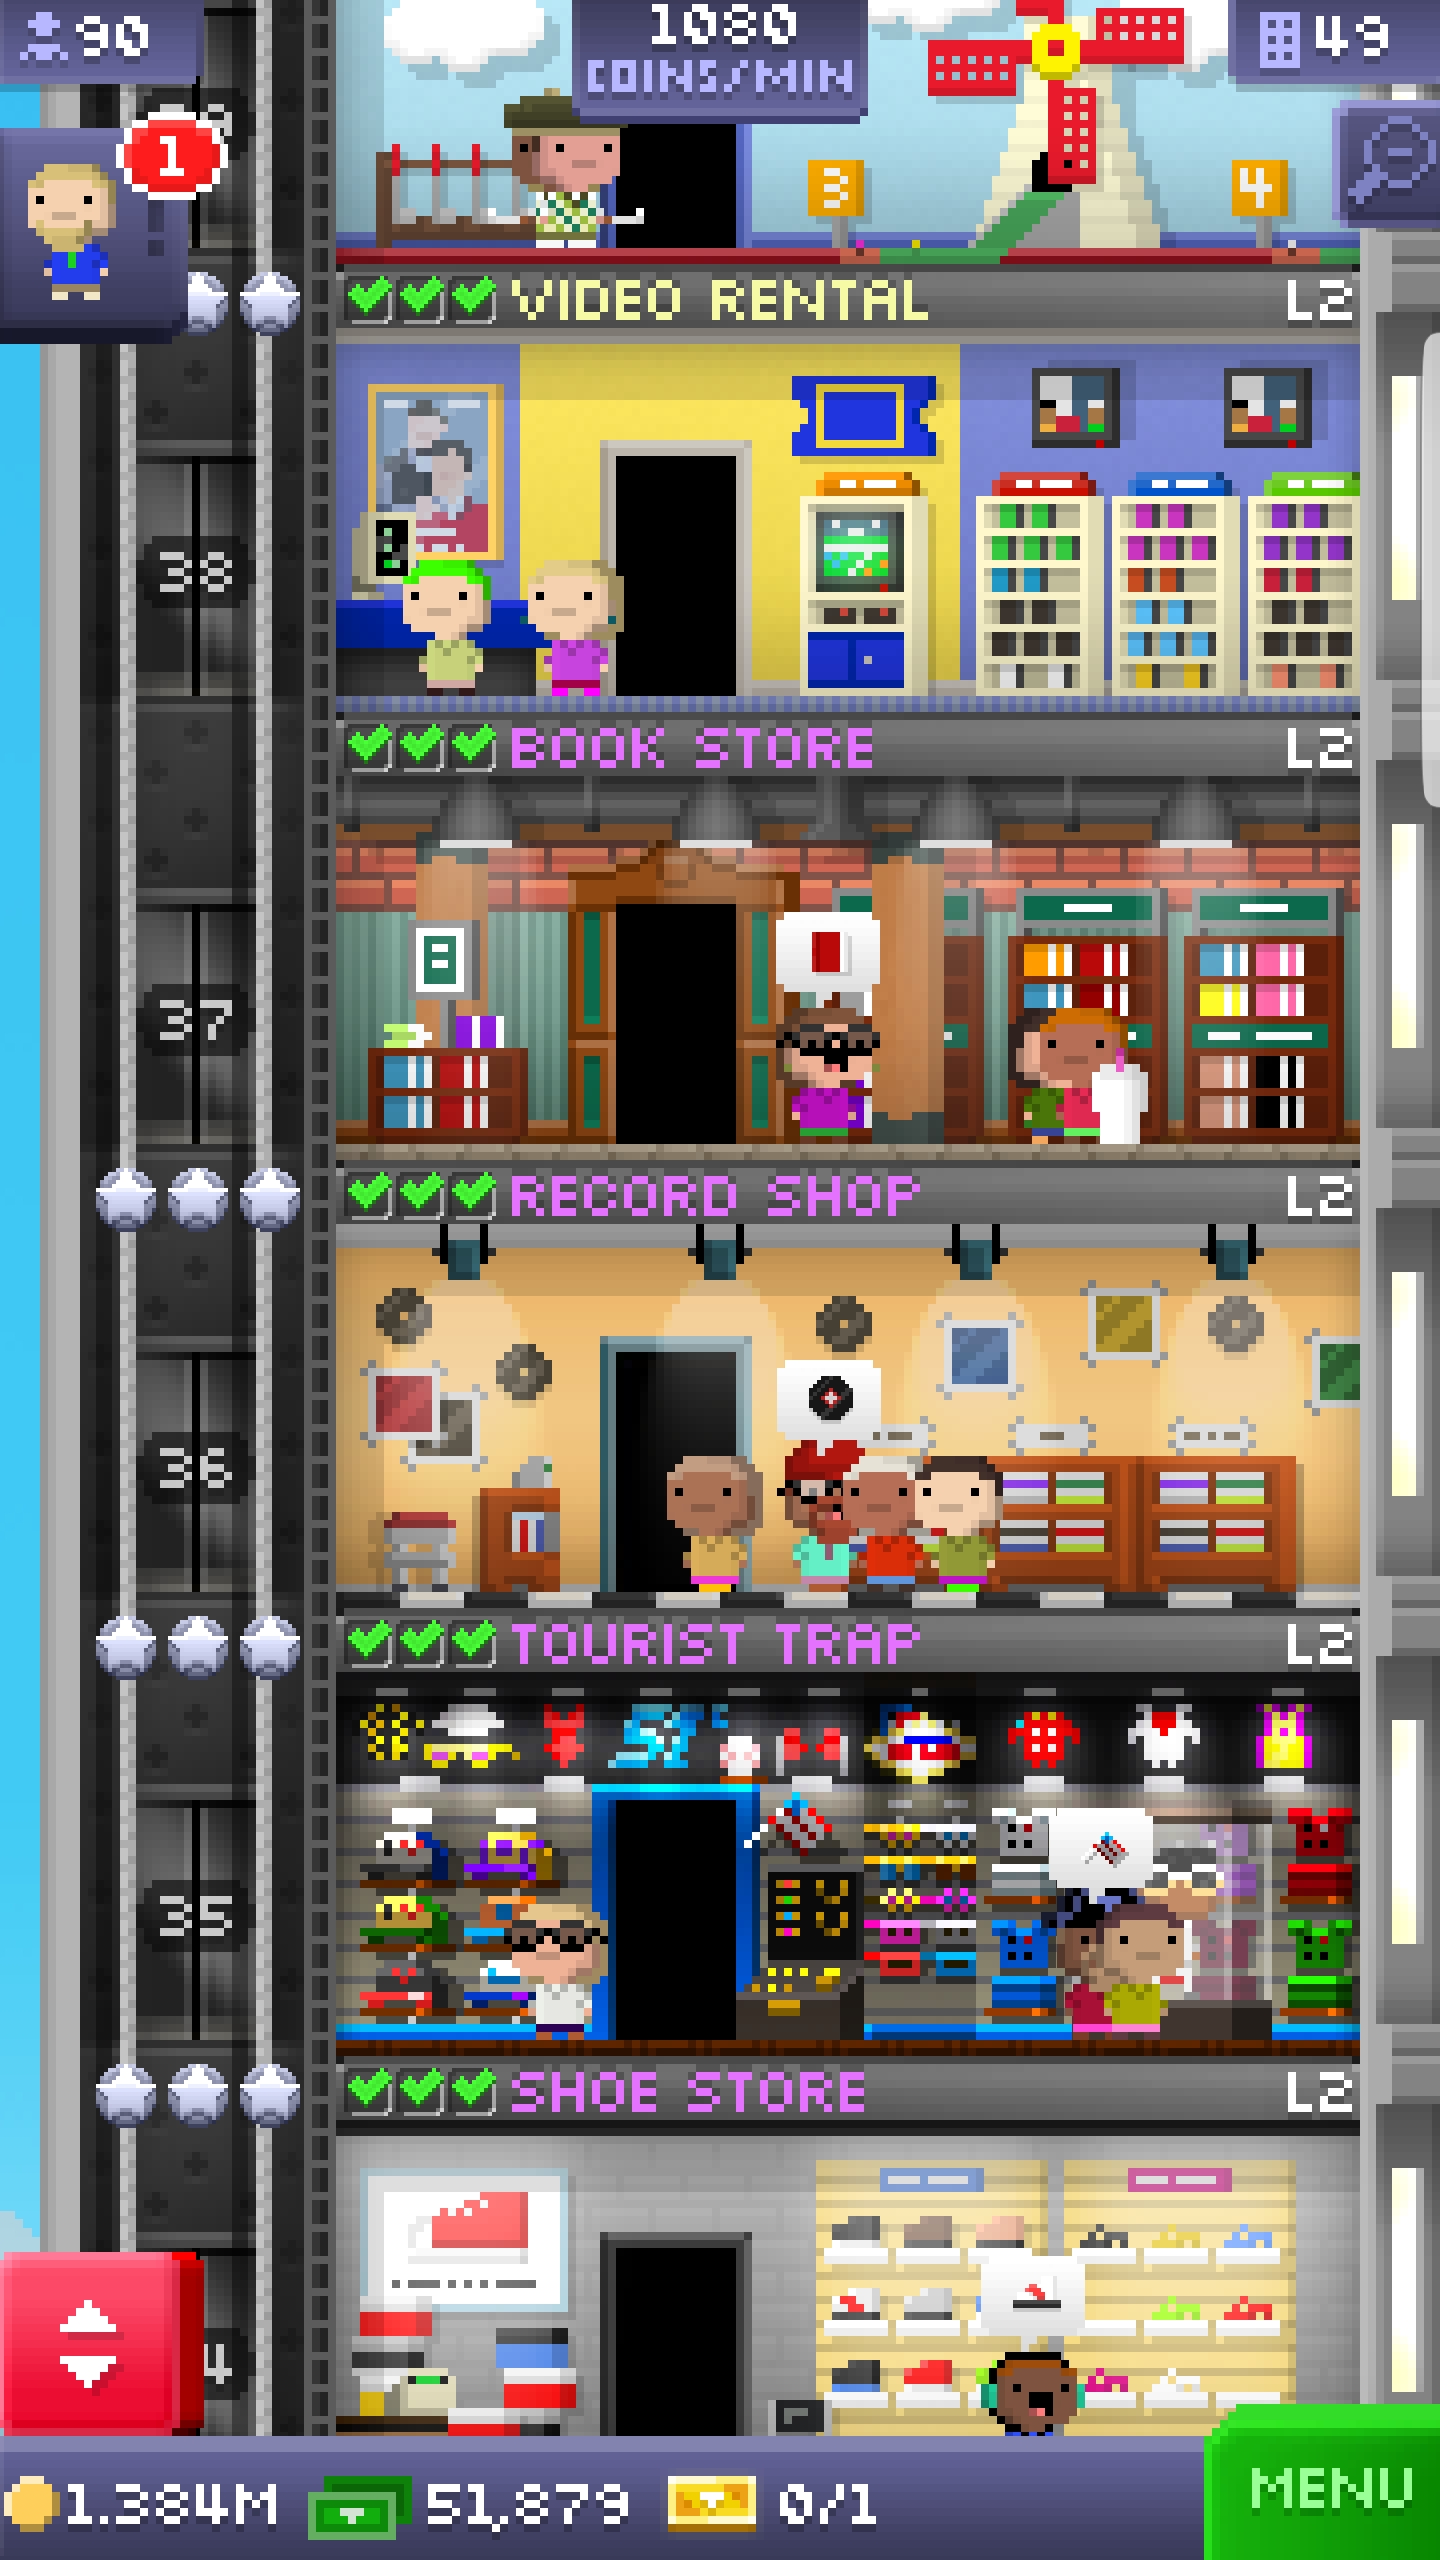 90
1080
COINS/MIN
49
1
3
4
VIDEO RENTAL L2
38
BOOK STORE L2
37
RECORD SHOP L2
36
TOURIST TRAP L2
35
SHOE STORE L2
1.384M 51,879 0/1
MENU